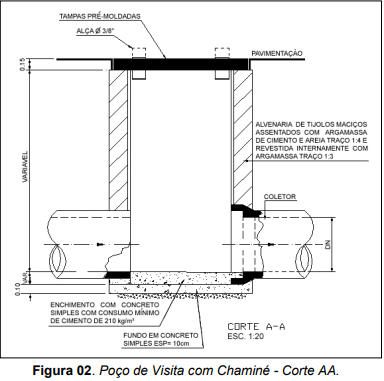 TAMPAS PRÉ-MOLDADAS
ALÇA Ø 3/8"
PAVIMENTAÇÃO
0.15
VARIAVEL
ALVENARIA DE TIJOLOS MACIÇOS
ASSENTADOS COM ARGAMASSA
DE CIMENTO E AREIA TRAÇO 1:4 E
REVESTIDA INTERNAMENTE COM
ARGAMASSA TRAÇO 1:3
COLETOR
DN
VAR.
0.10
ENCHIMENTO COM CONCRETO
SIMPLES COM CONSUMO MÍNIMO
DE CIMENTO DE 210 kg/m³
FUNDO EM CONCRETO
SIMPLES ESP= 10cm
CORTE A-A
ESC. 1:20
Figura 02. Poço de Visita com Chaminé - Corte AA.